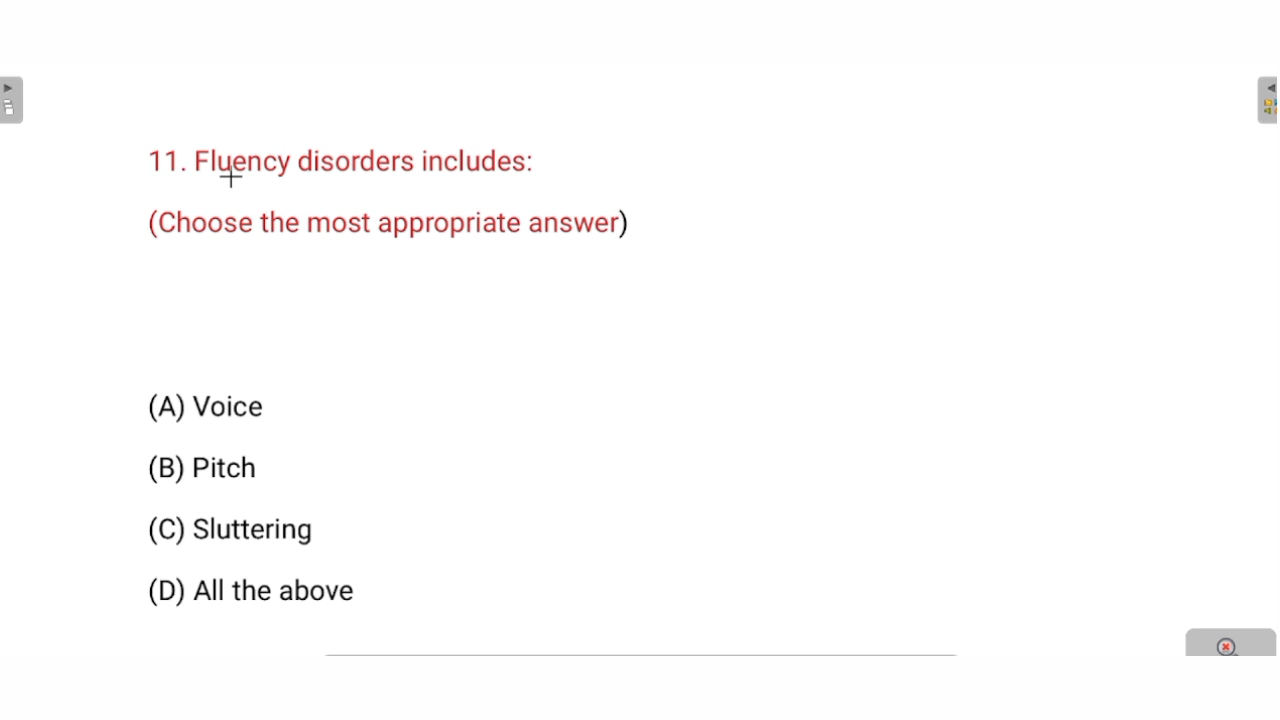 11. Fluency disorders includes:
(Choose the most appropriate answer)
(A) Voice
(B) Pitch
(C) Sluttering
(D) All the above